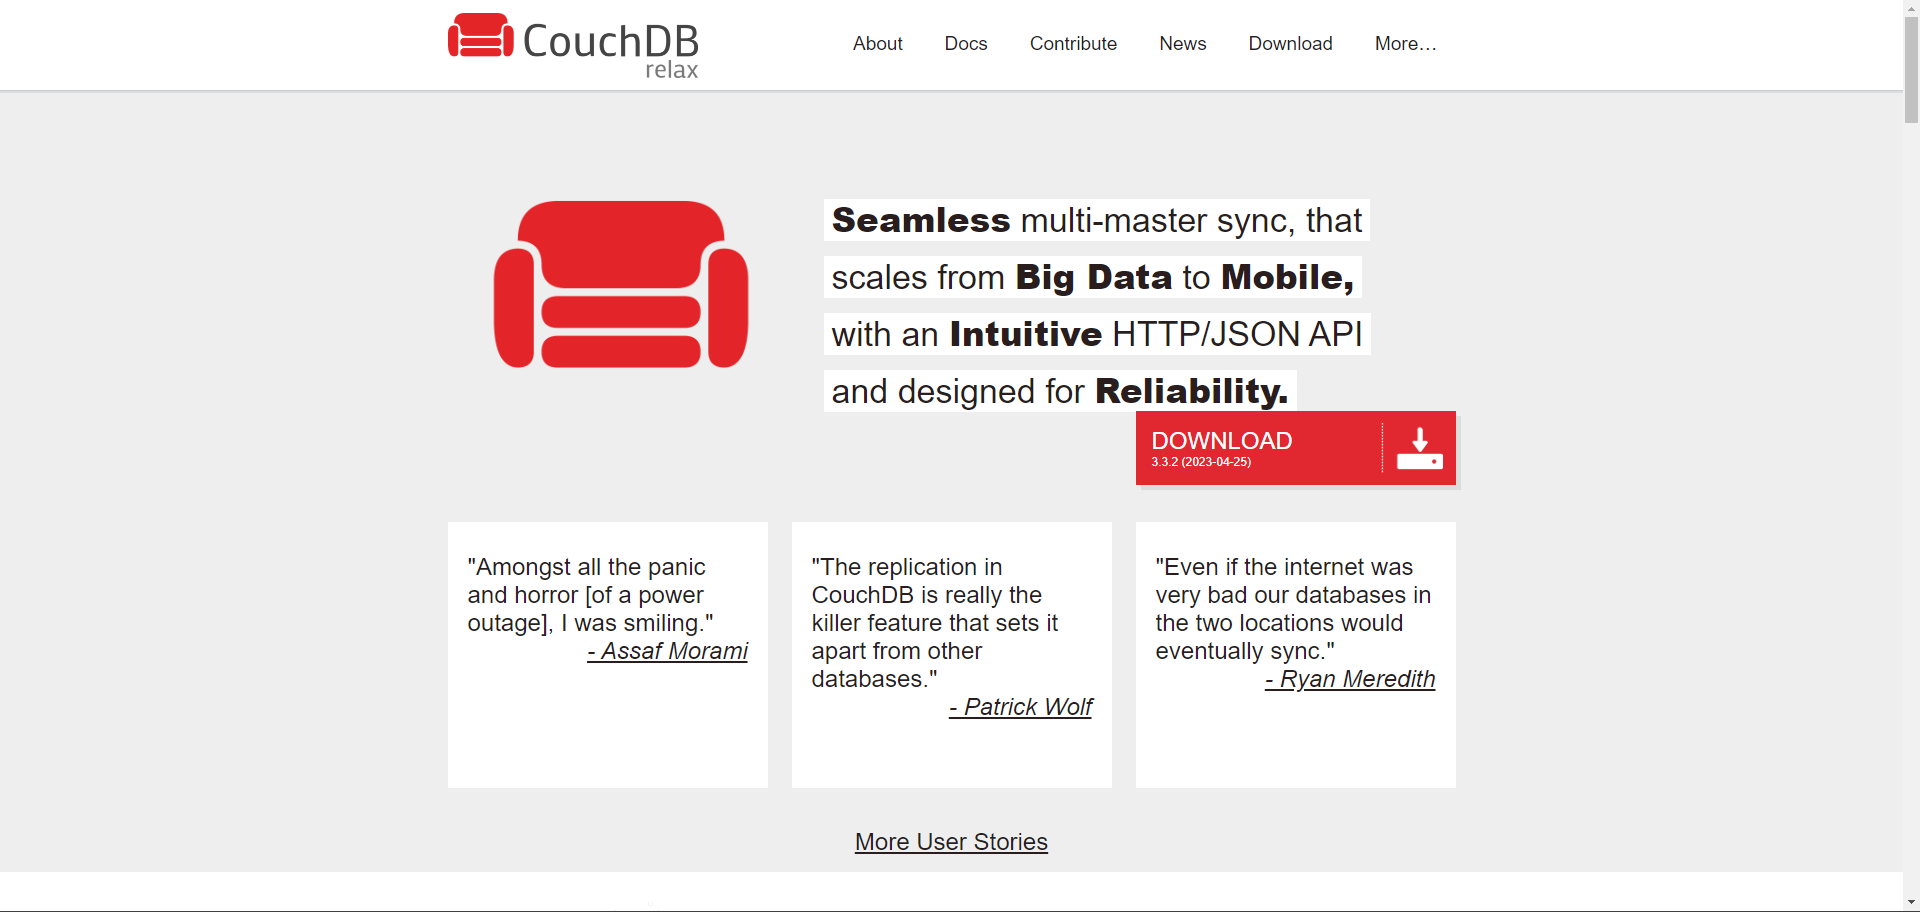 CouchDB
relax
About Docs Contribute News Download More…
Seamless multi-master sync, that
scales from Big Data to Mobile,
with an Intuitive HTTP/JSON API
and designed for Reliability.
DOWNLOAD
3.3.2 (2023-04-25)
"Amongst all the panic
and horror [of a power
outage], I was smiling."
- Assaf Morami
"The replication in
CouchDB is really the
killer feature that sets it
apart from other
databases."
- Patrick Wolf
"Even if the internet was
very bad our databases in
the two locations would
eventually sync."
- Ryan Meredith
More User Stories